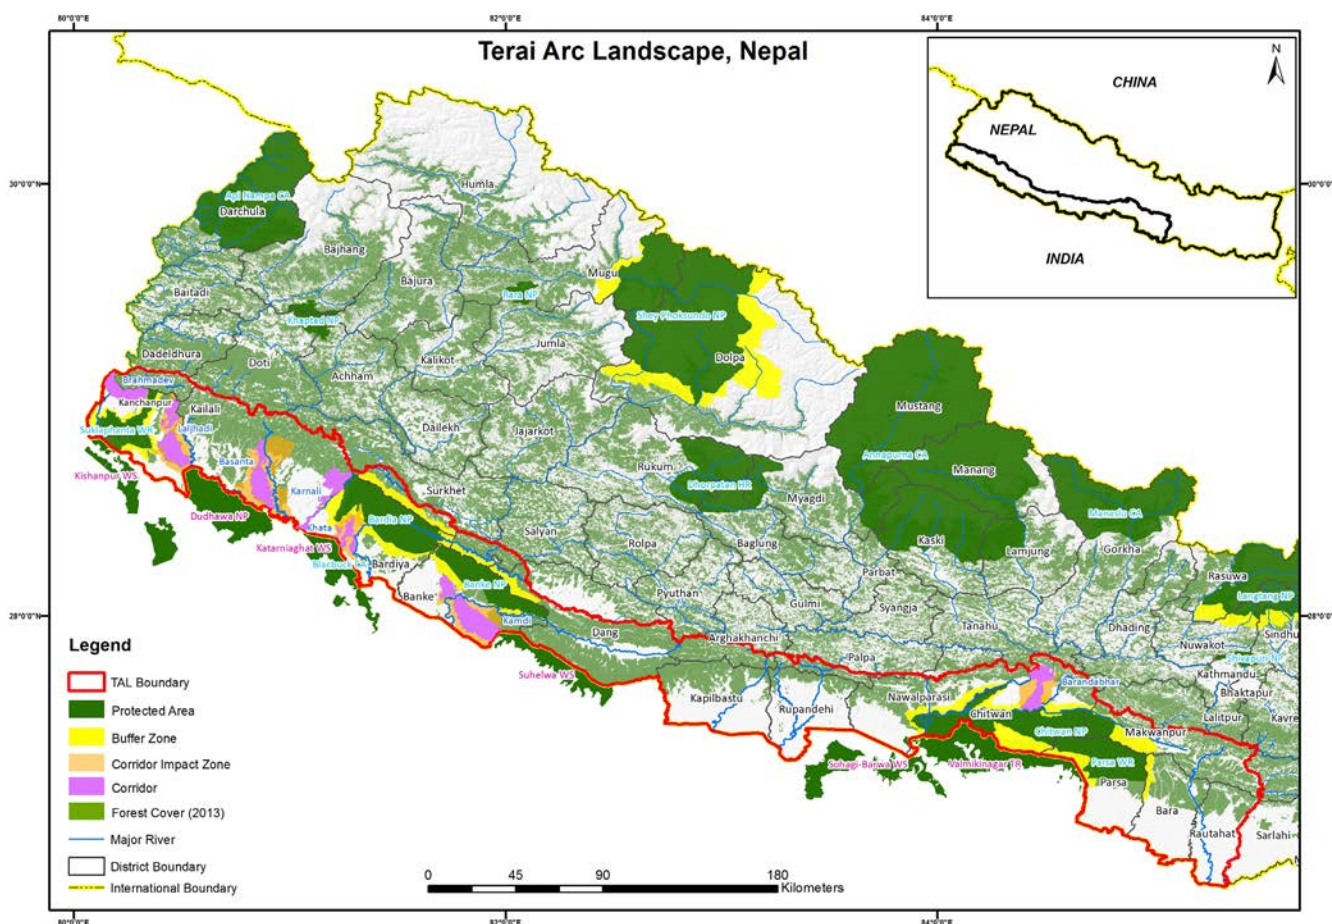 80°0'0"E
82°0'0"E
84°0'0"E
Terai Arc Landscape, Nepal
N
CHINA
NEPAL
INDIA
30°0'0"N
Humla
Api Nampa CA
Darchula
Bajhang
Mugu
Bajura
Baitadi
Rara NP
Khaptad NP
Shey Phoksundo NP
Jumla
Dolpa
Dadeldhura
Doti
Kalikot
Achham
Brahmadev
Kanchanpur
Kailali
Mustang
Suklaphanta WR
Laljhadi
Dailekh
Jajarkot
Annapurna CA
Basanta
Rukum
Manang
Kishanpur WS
Karnali
Surkhet
Dhorpatan HR
Myagdi
Manaslu CA
Dudhawa NP
Khata
Bardia NP
Salyan
Rolpa
Baglung
Kaski
Lamjung
Gorkha
Katarniaghat WS
Blackbuck CA
Bardiya
Parbat
Rasuwa
Banke
Banke NP
Pyuthan
Gulmi
Syangja
Langtang NP
28°0'0"N
Kamdi
Dang
Arghakhanchi
Tanahu
Dhading
Sindhu
Nuwakot
Legend
Palpa
Shivapuri NP
Suhelwa WS
Kathmandu
TAL Boundary
Kapilbastu
Rupandehi
Nawalparasi
Barandabhar
Bhaktapur
Protected Area
Chitwan
Lalitpur
Kavre
Buffer Zone
Chitwan NP
Makwanpur
Corridor Impact Zone
Sohagi-Barwa WS
Valmikinagar TR
Parsa WR
Corridor
Parsa
Forest Cover (2013)
Bara
Major River
Rautahat
Sarlahi
District Boundary
International Boundary
0 45 90 180
Kilometers